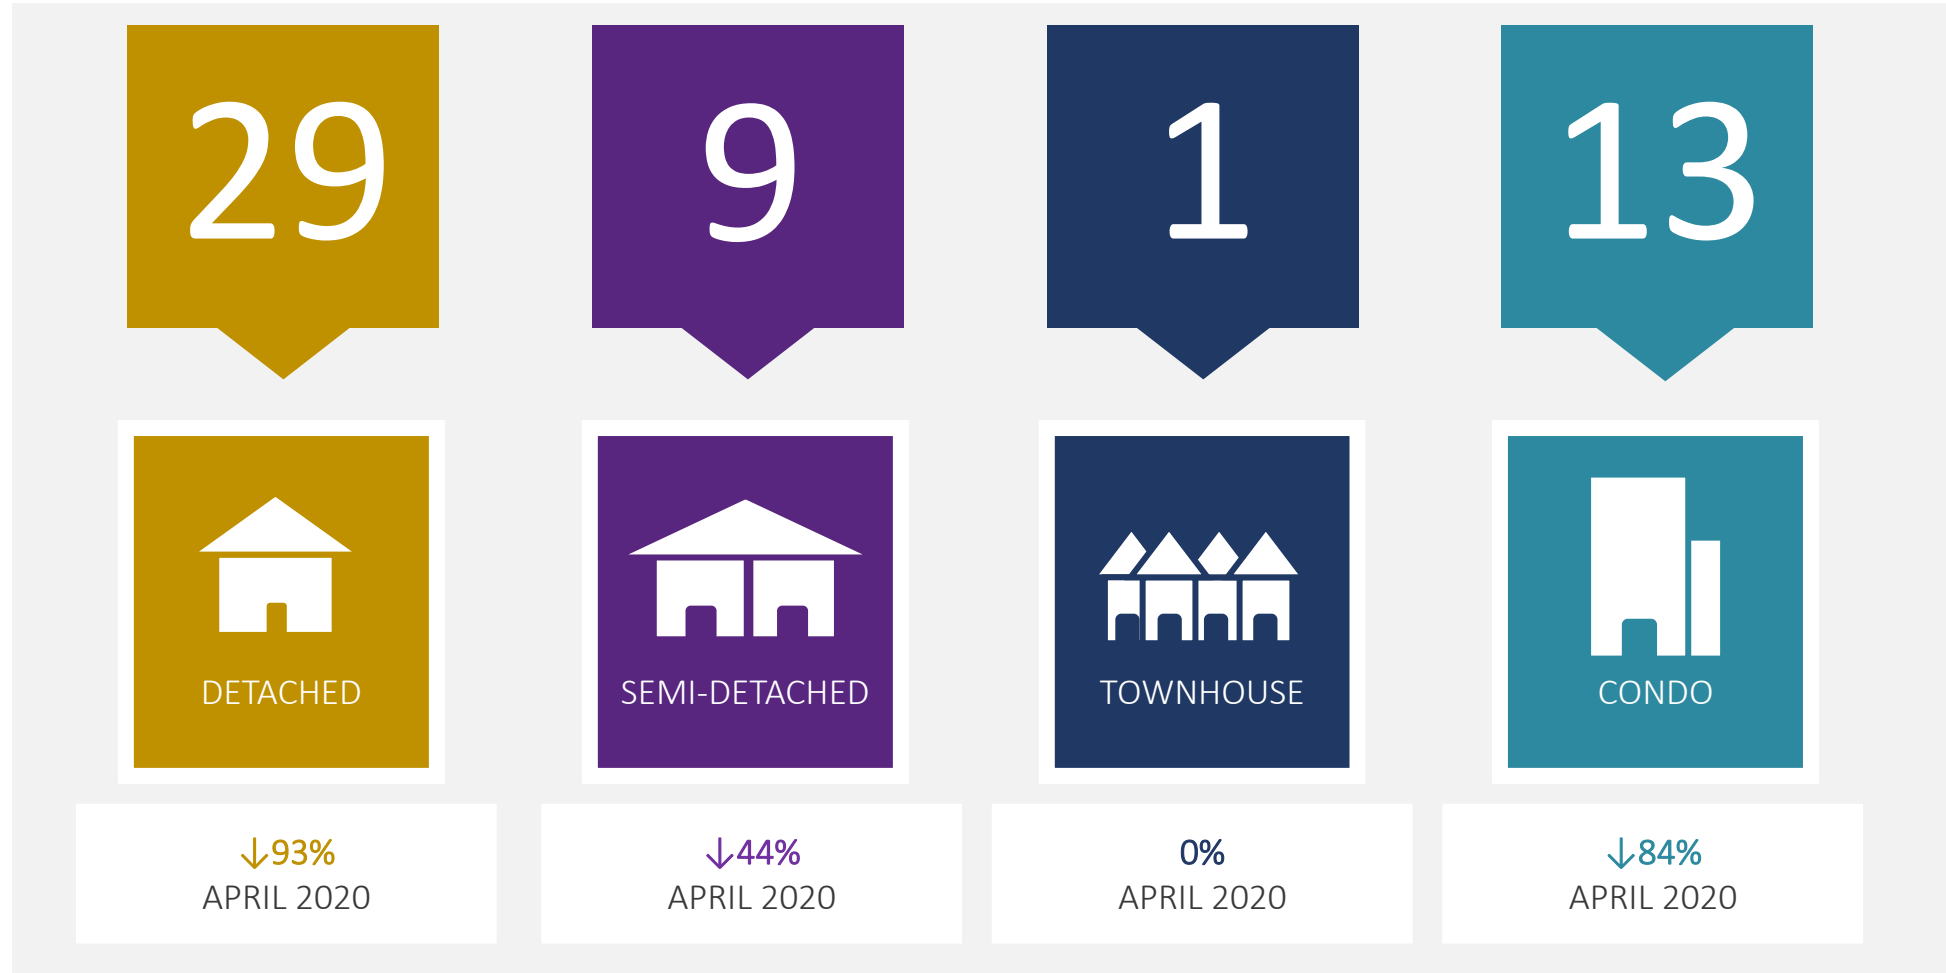 29
9
1
13
DETACHED
SEMI-DETACHED
TOWNHOUSE
CONDO
↓93%
APRIL 2020
↓44%
APRIL 2020
0%
APRIL 2020
↓84%
APRIL 2020